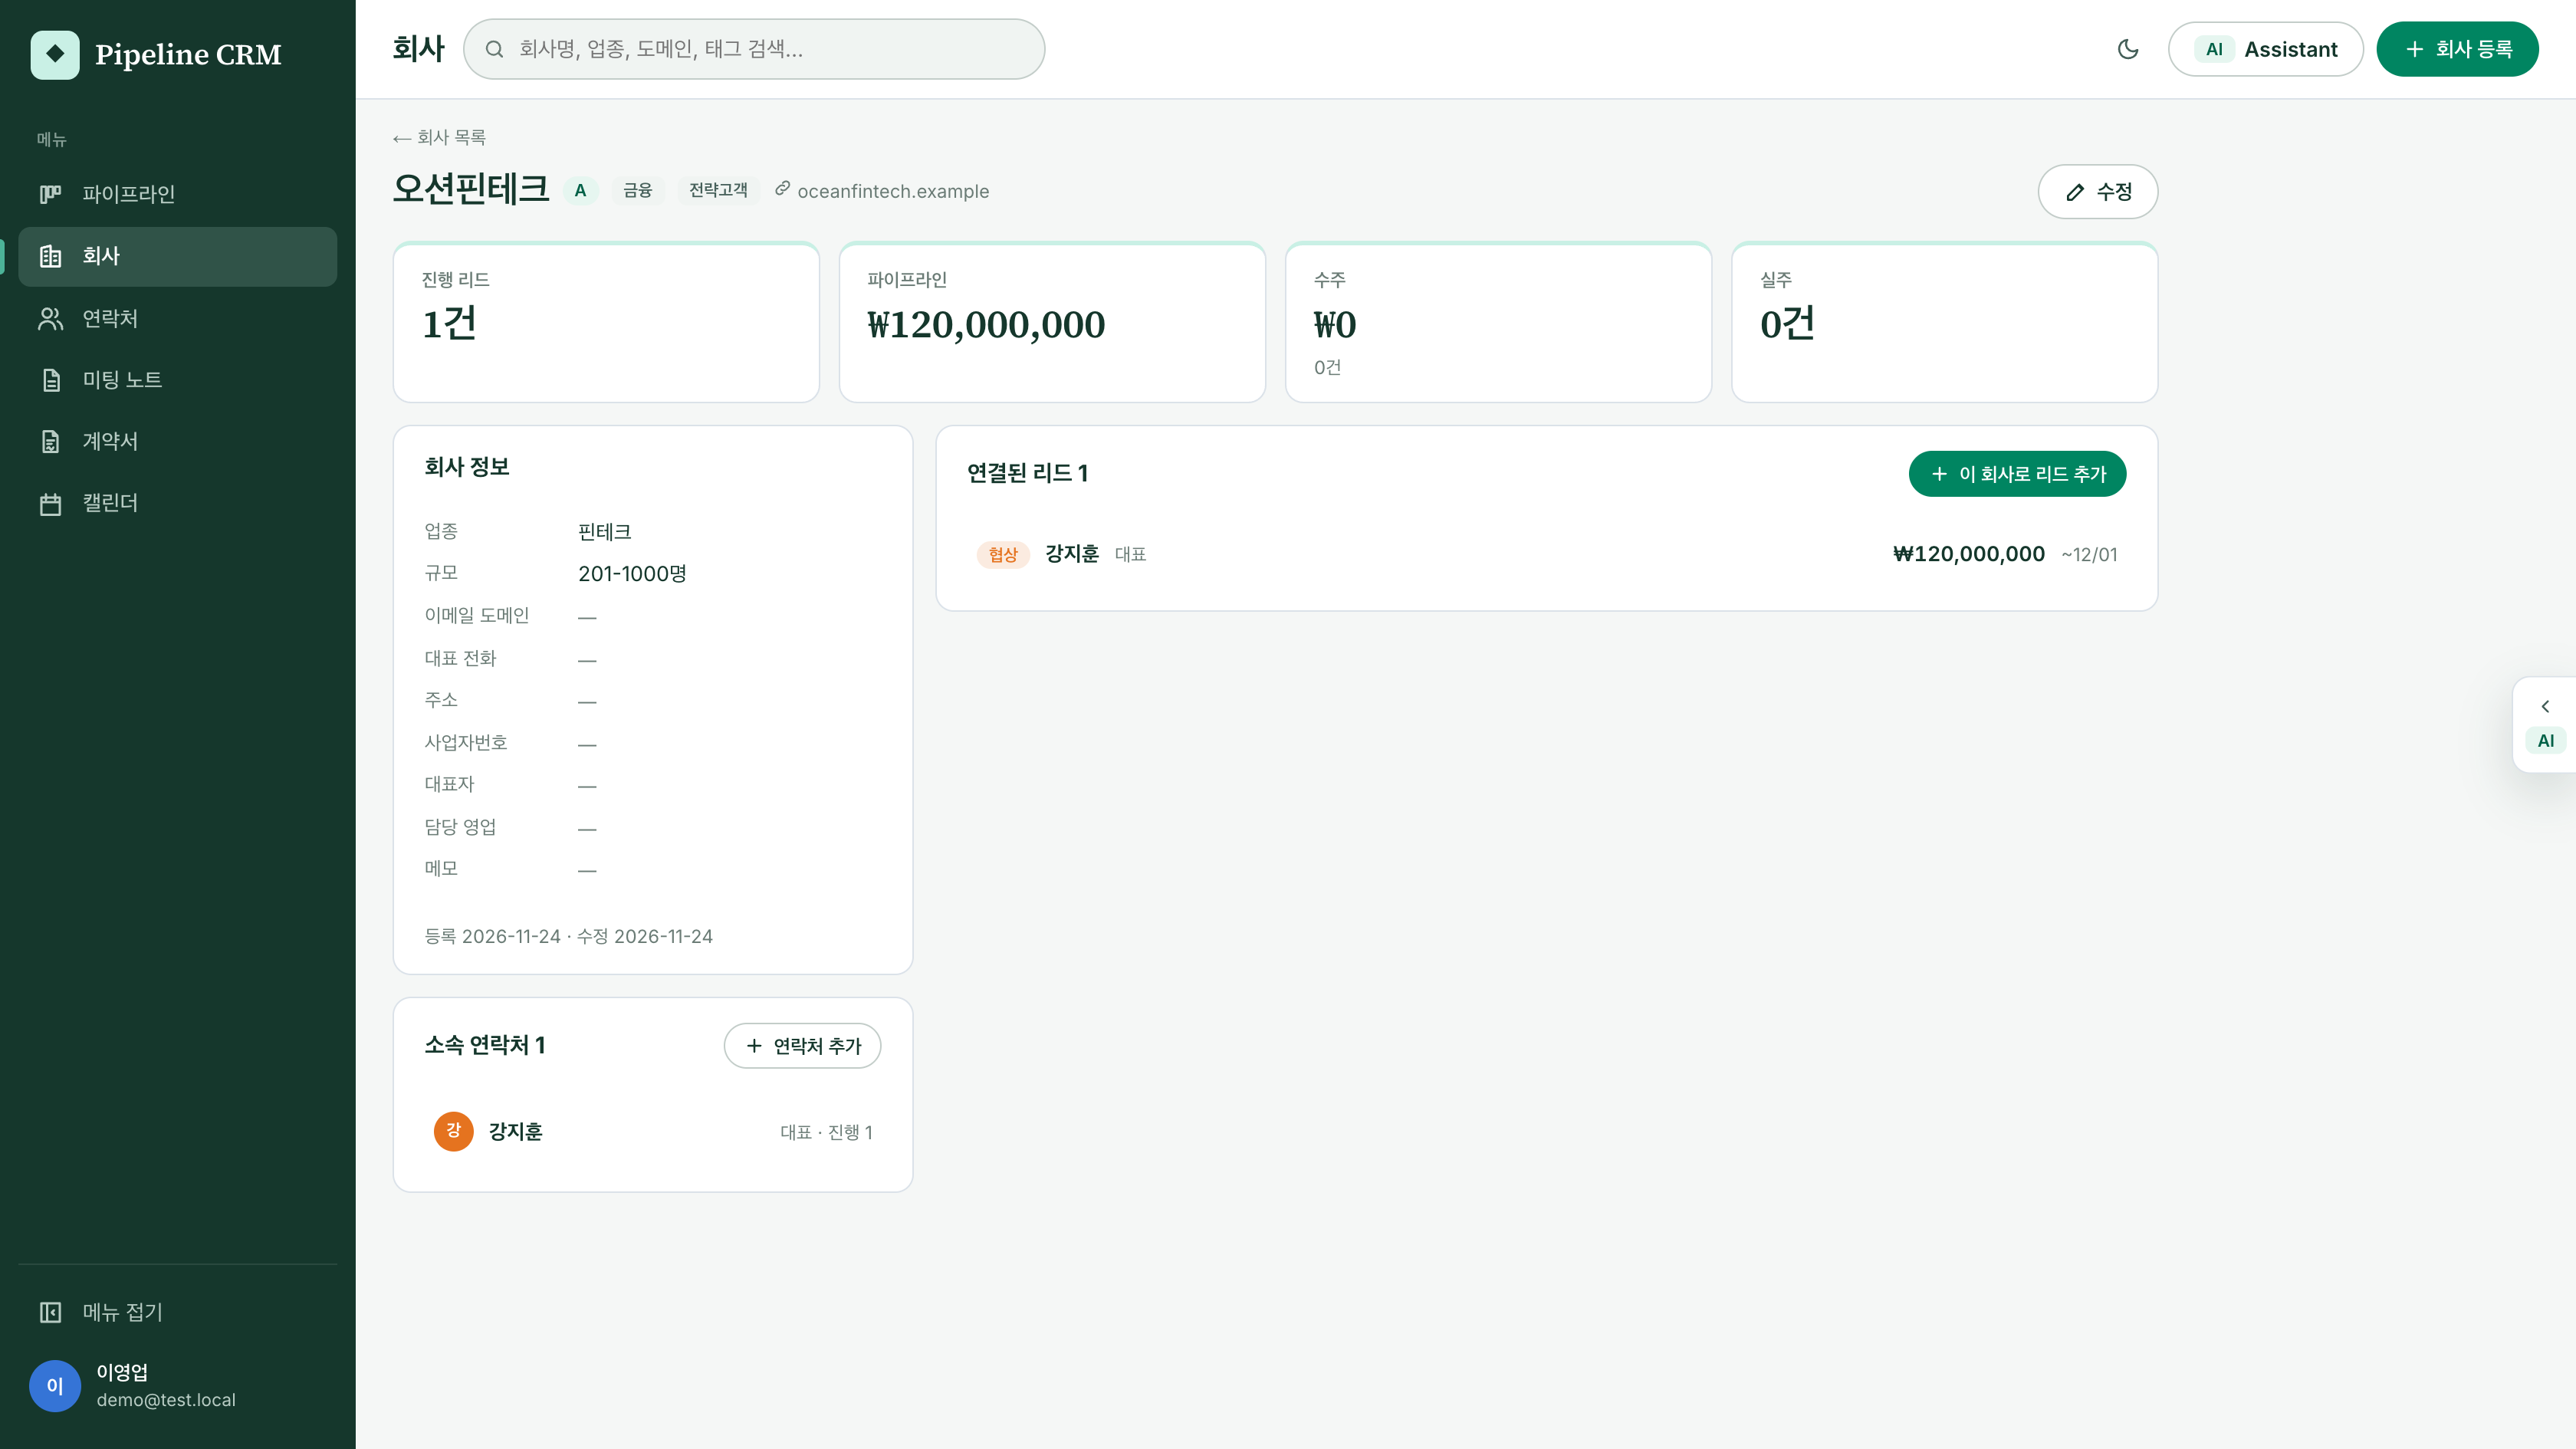 Pipeline CRM
메뉴
파이프라인
회사
연락처
미팅 노트
계약서
캘린더
메뉴 접기
이
이영업
demo@test.local
회사
회사명, 업종, 도메인, 태그 검색...
AI Assistant
+ 회사 등록
← 회사 목록
오션핀테크 A 금융 전략고객 oceanfintech.example
수정
진행 리드
1건
파이프라인
₩120,000,000
수주
₩0
0건
실주
0건
회사 정보
업종 핀테크
규모 201-1000명
이메일 도메인 —
대표 전화 —
주소 —
사업자번호 —
대표자 —
담당 영업 —
메모 —
등록 2026-11-24 · 수정 2026-11-24
연결된 리드 1
+ 이 회사로 리드 추가
협상 강지훈 대표 ₩120,000,000 ~12/01
소속 연락처 1
+ 연락처 추가
강 강지훈 대표 · 진행 1
AI